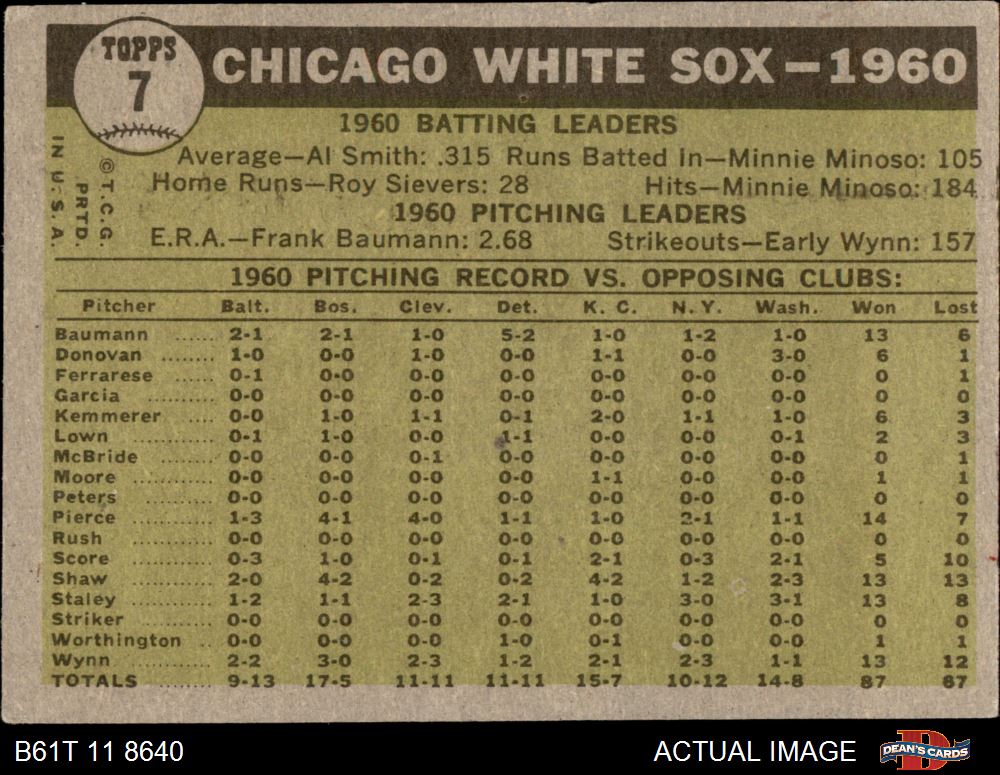 TOPPS
7
CHICAGO WHITE SOX—1960
1960 BATTING LEADERS
Average—Al Smith: .315 Runs Batted In—Minnie Minoso: 105
Home Runs—Roy Sievers: 28 Hits—Minnie Minoso: 184
1960 PITCHING LEADERS
E.R.A.—Frank Baumann: 2.68 Strikeouts—Early Wynn: 157
© T.C.G.
PRTD.
IN U.S.A.
1960 PITCHING RECORD VS. OPPOSING CLUBS:
Pitcher Balt. Bos. Clev. Det. K. C. N. Y. Wash. Won Lost
Baumann ...... 2-1 2-1 1-0 5-2 1-0 1-2 1-0 13 6
Donovan ........ 1-0 0-0 1-0 0-0 1-1 0-0 3-0 6 1
Ferrarese ...... 0-1 0-0 0-0 0-0 0-0 0-0 0-0 0 1
Garcia .......... 0-0 0-0 0-0 0-0 0-0 0-0 0-0 0 0
Kemmerer ...... 0-0 1-0 1-1 0-1 2-0 1-1 1-0 6 3
Lown ............ 0-1 1-0 0-0 1-1 0-0 0-0 0-1 2 3
McBride ........ 0-0 0-0 0-1 0-0 0-0 0-0 0-0 0 1
Moore ............ 0-0 0-0 0-0 0-0 1-1 0-0 0-0 1 1
Peters .......... 0-0 0-0 0-0 0-0 0-0 0-0 0-0 0 0
Pierce ............ 1-3 4-1 4-0 1-1 1-0 2-1 1-1 14 7
Rush ............ 0-0 0-0 0-0 0-0 0-0 0-0 0-0 0 0
Score ............ 0-3 1-0 0-1 0-1 2-1 0-3 2-1 5 10
Shaw ............ 2-0 4-2 0-2 0-2 4-2 1-2 2-3 13 13
Staley ............ 1-2 1-1 2-3 2-1 1-0 3-0 3-1 13 8
Striker .......... 0-0 0-0 0-0 0-0 0-0 0-0 0-0 0 0
Worthington .. 0-0 0-0 0-0 1-0 0-1 0-0 0-0 1 1
Wynn ............ 2-2 3-0 2-3 1-2 2-1 2-3 1-1 13 12
TOTALS ........ 9-13 17-5 11-11 11-11 15-7 10-12 14-8 87 67
B61T 11 8640 ACTUAL IMAGE
D
DEAN'S CARDS